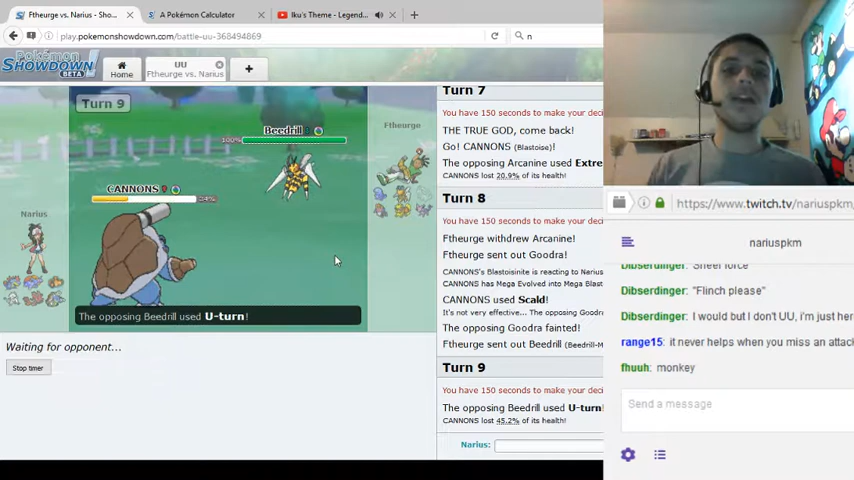 Ftheurge vs. Narius - Sho...
A Pokémon Calculator
Iku's Theme - Legend...
play.pokemonshowdown.com/battle-uu-368494869
n
Pokémon
SHOWDOWN
BETA
Home
UU
Ftheurge vs. Narius
Turn 9
Beedrill
100%
CANNONS
34%
Narius
Ftheurge
The opposing Beedrill used U-turn!
Waiting for opponent...
Stop timer
Turn 7
You have 150 seconds to make your deci
THE TRUE GOD, come back!
Go! CANNONS (Blastoise)!
The opposing Arcanine used Extre
CANNONS lost 20.9% of its health!
Turn 8
You have 150 seconds to make your deci
Ftheurge withdrew Arcanine!
Ftheurge sent out Goodra!
CANNONS's Blastoisinite is reacting to Narius
CANNONS has Mega Evolved into Mega Blast
CANNONS used Scald!
It's not very effective... The opposing Goodra
The opposing Goodra fainted!
Ftheurge sent out Beedrill (Beedrill-M
Turn 9
You have 150 seconds to make your deci
The opposing Beedrill used U-turn!
CANNONS lost 45.2% of its health!
Narius:
https://www.twitch.tv/nariuspkm
nariuspkm
Dibserdinger: Sheel force
Dibserdinger: "Flinch please"
Dibserdinger: I would but I don't UU, i'm just her
range15: it never helps when you miss an attack
fhuuh: monkey
Send a message